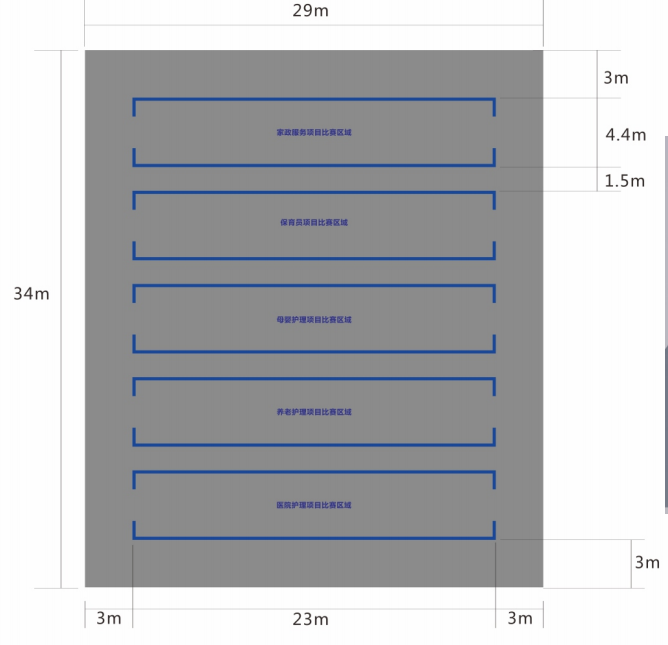 29m
3m
家政服务项目比赛区域
4.4m
1.5m
保育员项目比赛区域
34m
母婴护理项目比赛区域
养老护理项目比赛区域
医院护理项目比赛区域
3m
3m
23m
3m